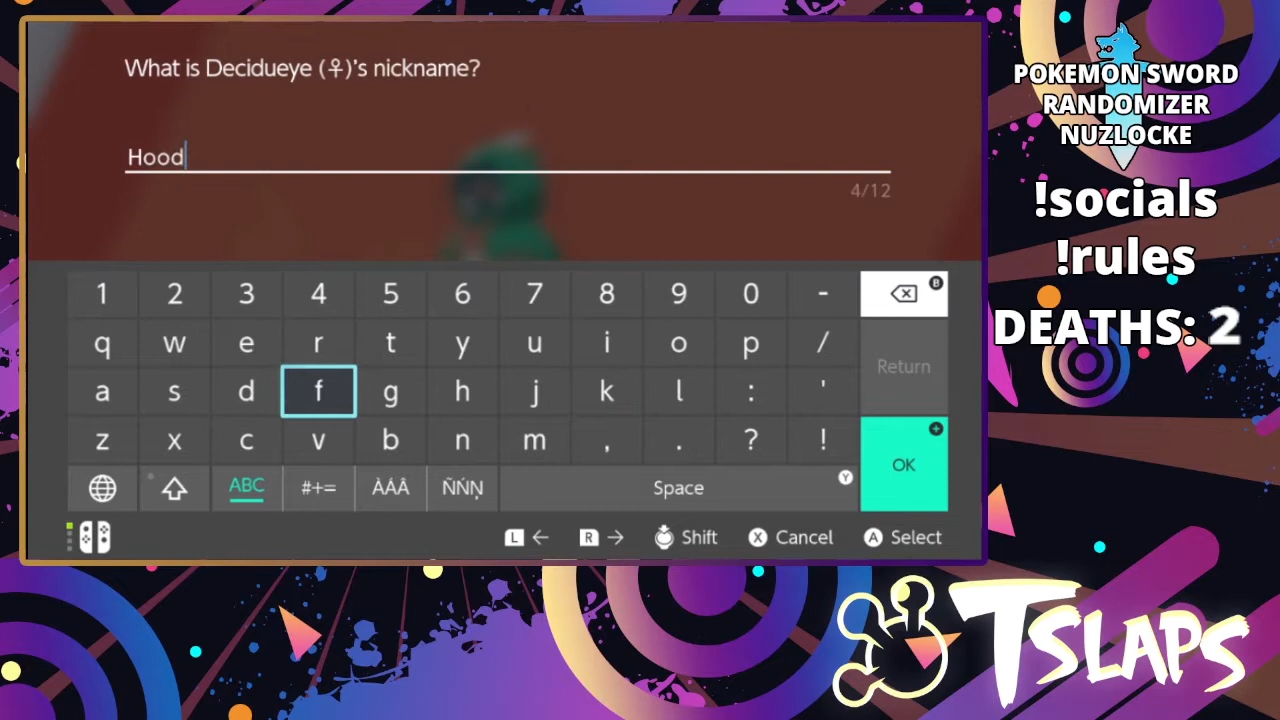 What is Decidueye (♀)'s nickname?
Hood
4/12
1 2 3 4 5 6 7 8 9 0 - B
q w e r t y u i o p /
Return
a s d f g h j k l : '
z x c v b n m , . ? ! + OK
ABC #+= ÀÁÂ ÑŃŅ Space Y
L ← R → Shift X Cancel A Select
POKEMON SWORD
RANDOMIZER
NUZLOCKE
!socials
!rules
DEATHS: 2
TSLAPS